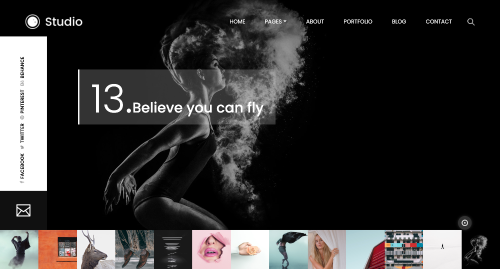 Studio
HOME
PAGES
ABOUT
PORTFOLIO
BLOG
CONTACT
BEHANCE
PINTEREST
TWITTER
FACEBOOK
13.Believe you can fly